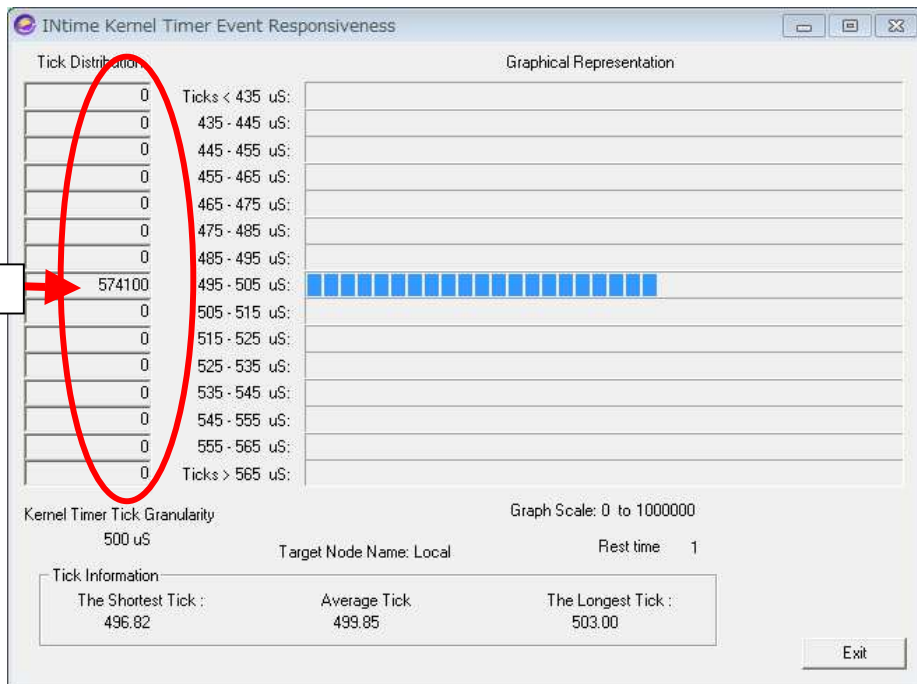 INtime Kernel Timer Event Responsiveness
Tick Distribution Graphical Representation
0 Ticks < 435 uS:
0 435 - 445 uS:
0 445 - 455 uS:
0 455 - 465 uS:
0 465 - 475 uS:
0 475 - 485 uS:
0 485 - 495 uS:
574100 495 - 505 uS:
0 505 - 515 uS:
0 515 - 525 uS:
0 525 - 535 uS:
0 535 - 545 uS:
0 545 - 555 uS:
0 555 - 565 uS:
0 Ticks > 565 uS:
Kernel Timer Tick Granularity Graph Scale: 0 to 1000000
500 uS Target Node Name: Local Rest time 1
Tick Information
The Shortest Tick : Average Tick The Longest Tick :
496.82 499.85 503.00
Exit